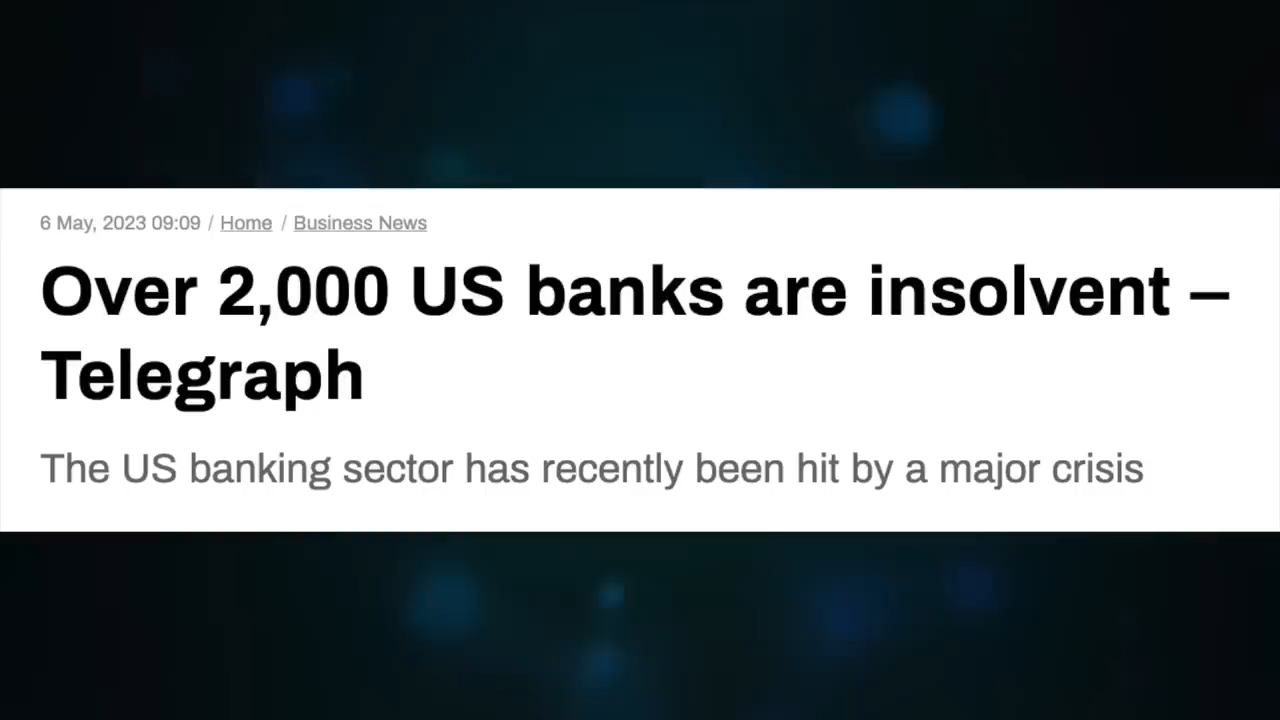 6 May, 2023 09:09 / Home / Business News
Over 2,000 US banks are insolvent –
Telegraph
The US banking sector has recently been hit by a major crisis